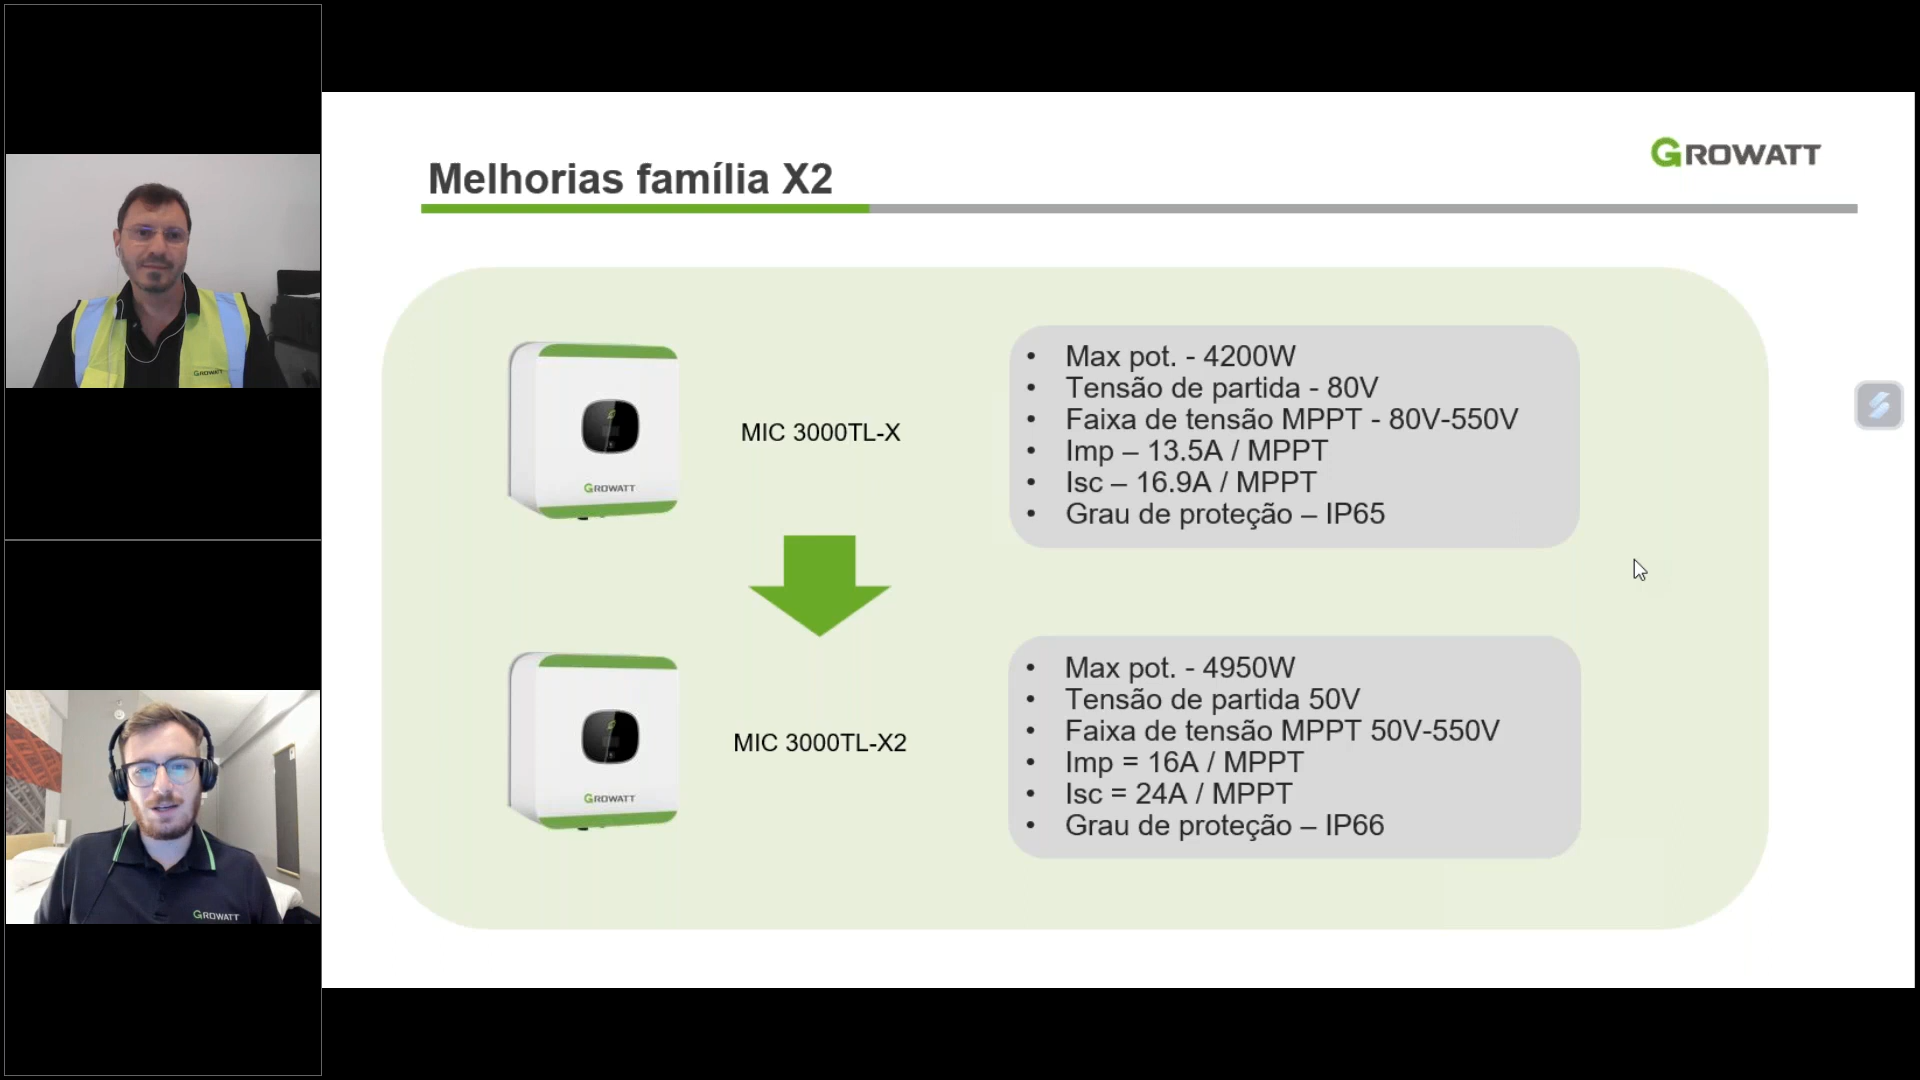 GROWATT
Melhorias família X2
MIC 3000TL-X
GROWATT
• Max pot. - 4200W
• Tensão de partida - 80V
• Faixa de tensão MPPT - 80V-550V
• Imp – 13.5A / MPPT
• Isc – 16.9A / MPPT
• Grau de proteção – IP65
MIC 3000TL-X2
GROWATT
• Max pot. - 4950W
• Tensão de partida 50V
• Faixa de tensão MPPT 50V-550V
• Imp = 16A / MPPT
• Isc = 24A / MPPT
• Grau de proteção – IP66
GROWATT
GROWATT